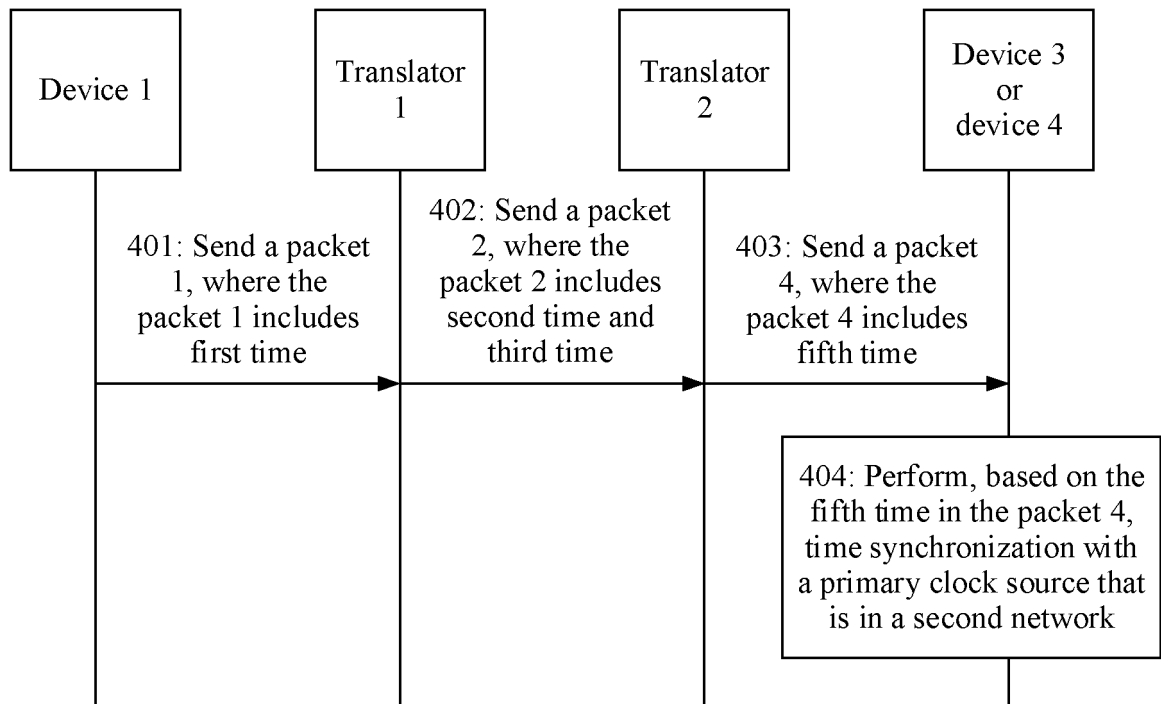 Device 1
Translator
1
Translator
2
Device 3
or
device 4
401: Send a packet
1, where the
packet 1 includes
first time
402: Send a packet
2, where the
packet 2 includes
second time and
third time
403: Send a packet
4, where the
packet 4 includes
fifth time
404: Perform, based on the
fifth time in the packet 4,
time synchronization with
a primary clock source that
is in a second network